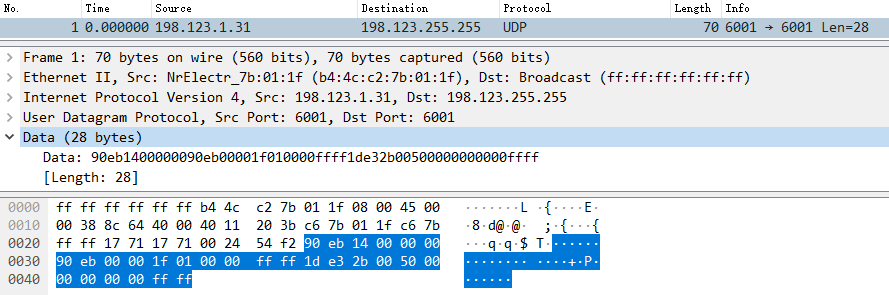 No. Time Source Destination Protocol Length Info
1 0.000000 198.123.1.31 198.123.255.255 UDP 70 6001 → 6001 Len=28
Frame 1: 70 bytes on wire (560 bits), 70 bytes captured (560 bits)
Ethernet II, Src: NrElectr_7b:01:1f (b4:4c:c2:7b:01:1f), Dst: Broadcast (ff:ff:ff:ff:ff:ff)
Internet Protocol Version 4, Src: 198.123.1.31, Dst: 198.123.255.255
User Datagram Protocol, Src Port: 6001, Dst Port: 6001
Data (28 bytes)
Data: 90eb1400000090eb00001f010000ffff1de32b00500000000000ffff
[Length: 28]
0000 ff ff ff ff ff ff b4 4c c2 7b 01 1f 08 00 45 00 ·······L ·{····E·
0010 00 38 8c 64 40 00 40 11 20 3b c6 7b 01 1f c6 7b ·8·d@·@· ;·{···{
0020 ff ff 17 71 17 71 00 24 54 f2 90 eb 14 00 00 00 ···q·q·$ T·······
0030 90 eb 00 00 1f 01 00 00 ff ff 1d e3 2b 00 50 00 ········ ····+·P·
0040 00 00 00 00 ff ff ······